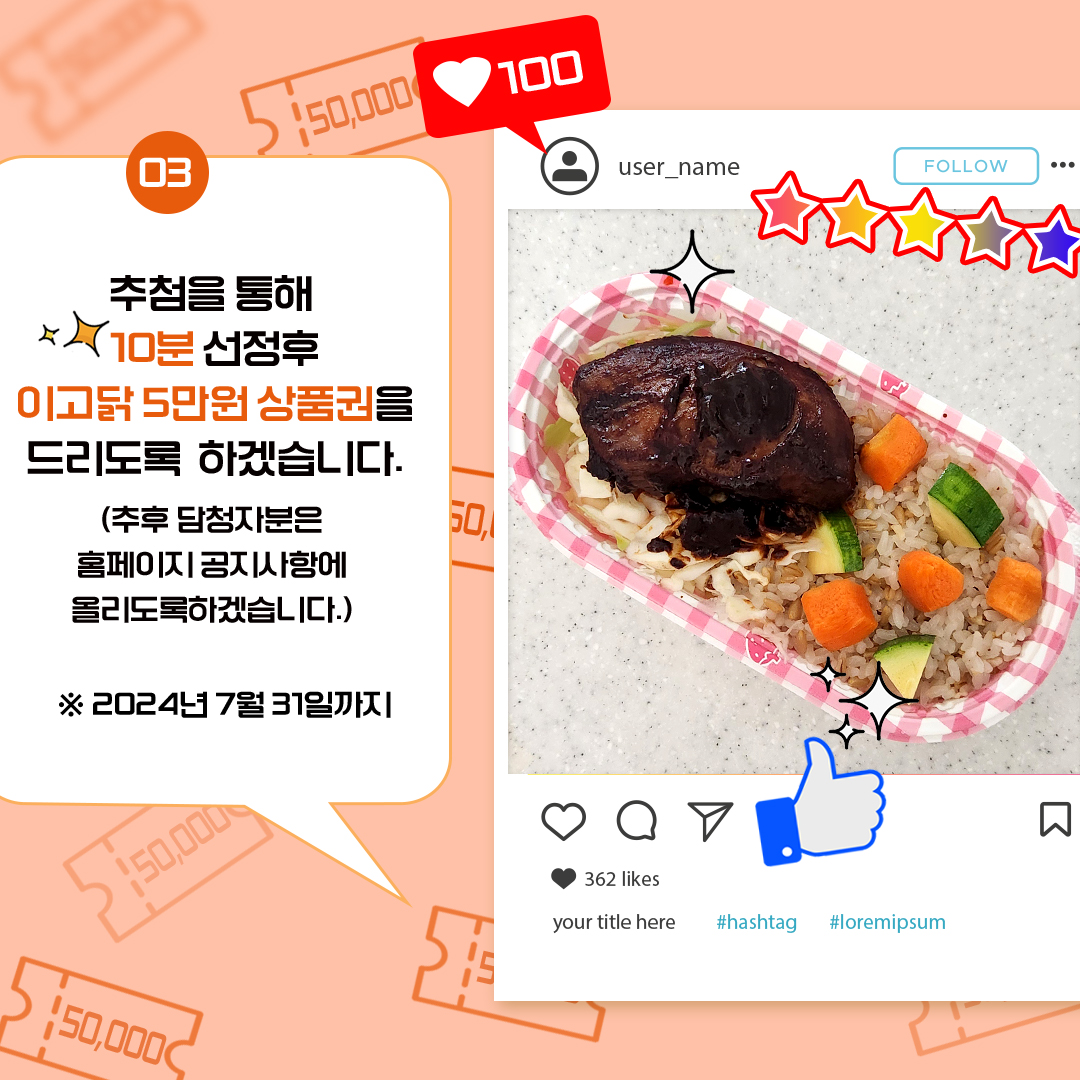 50,000
100
03
추첨을 통해
10분 선정후
이고닭 5만원 상품권을
드리도록 하겠습니다.
(추후 담청자분은
홈페이지 공지사항에
올리도록하겠습니다.)
※ 2024년 7월 31일까지
user_name
FOLLOW
50,
362 likes
your title here #hashtag #loremipsum
50,000
5
50,000